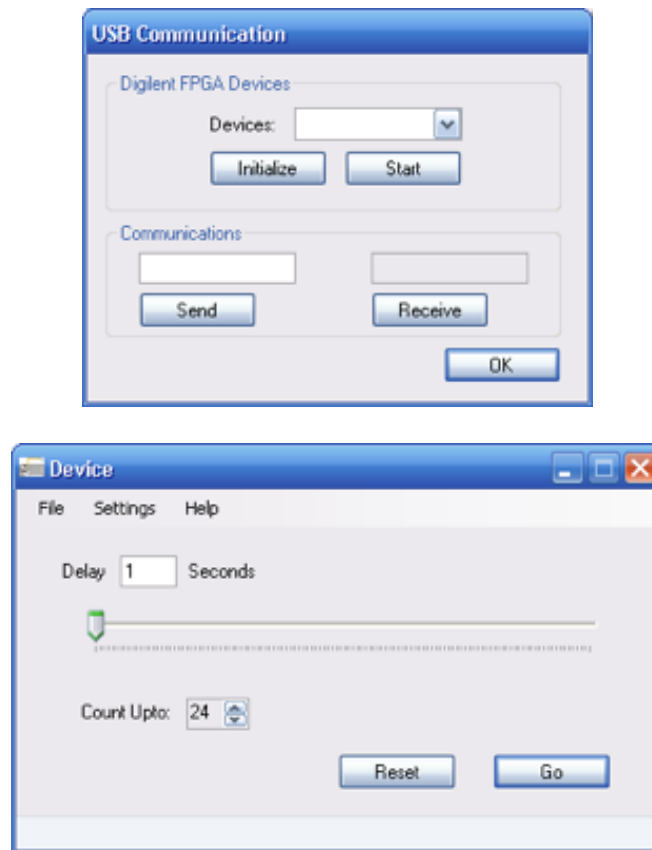 USB Communication
Digilent FPGA Devices
Devices:
Initialize Start
Communications
Send Receive
OK
Device
File Settings Help
Delay 1 Seconds
Count Upto: 24
Reset Go